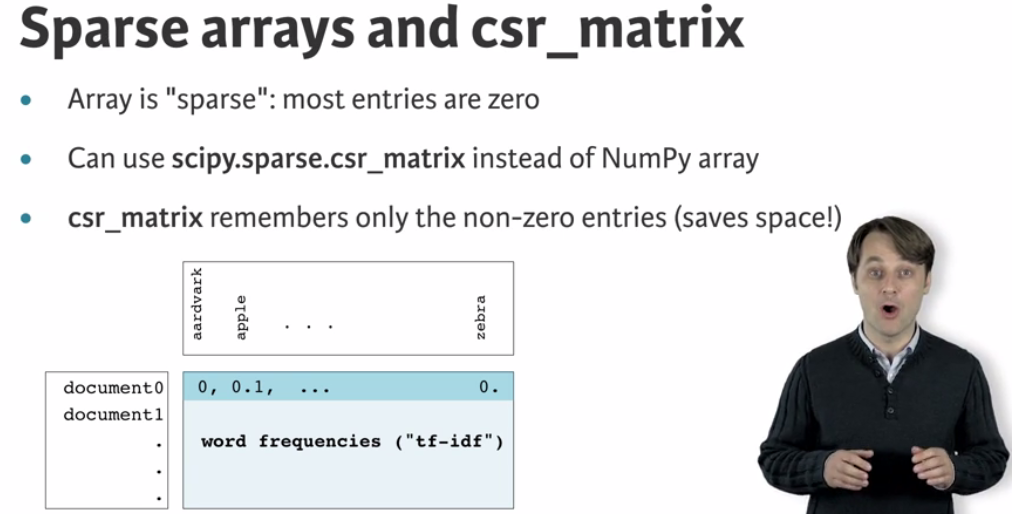 Sparse arrays and csr_matrix
• Array is "sparse": most entries are zero
• Can use scipy.sparse.csr_matrix instead of NumPy array
• csr_matrix remembers only the non-zero entries (saves space!)
aardvark apple . . . zebra
document0 0, 0.1, ... 0.
document1
. word frequencies ("tf-idf")
.
.